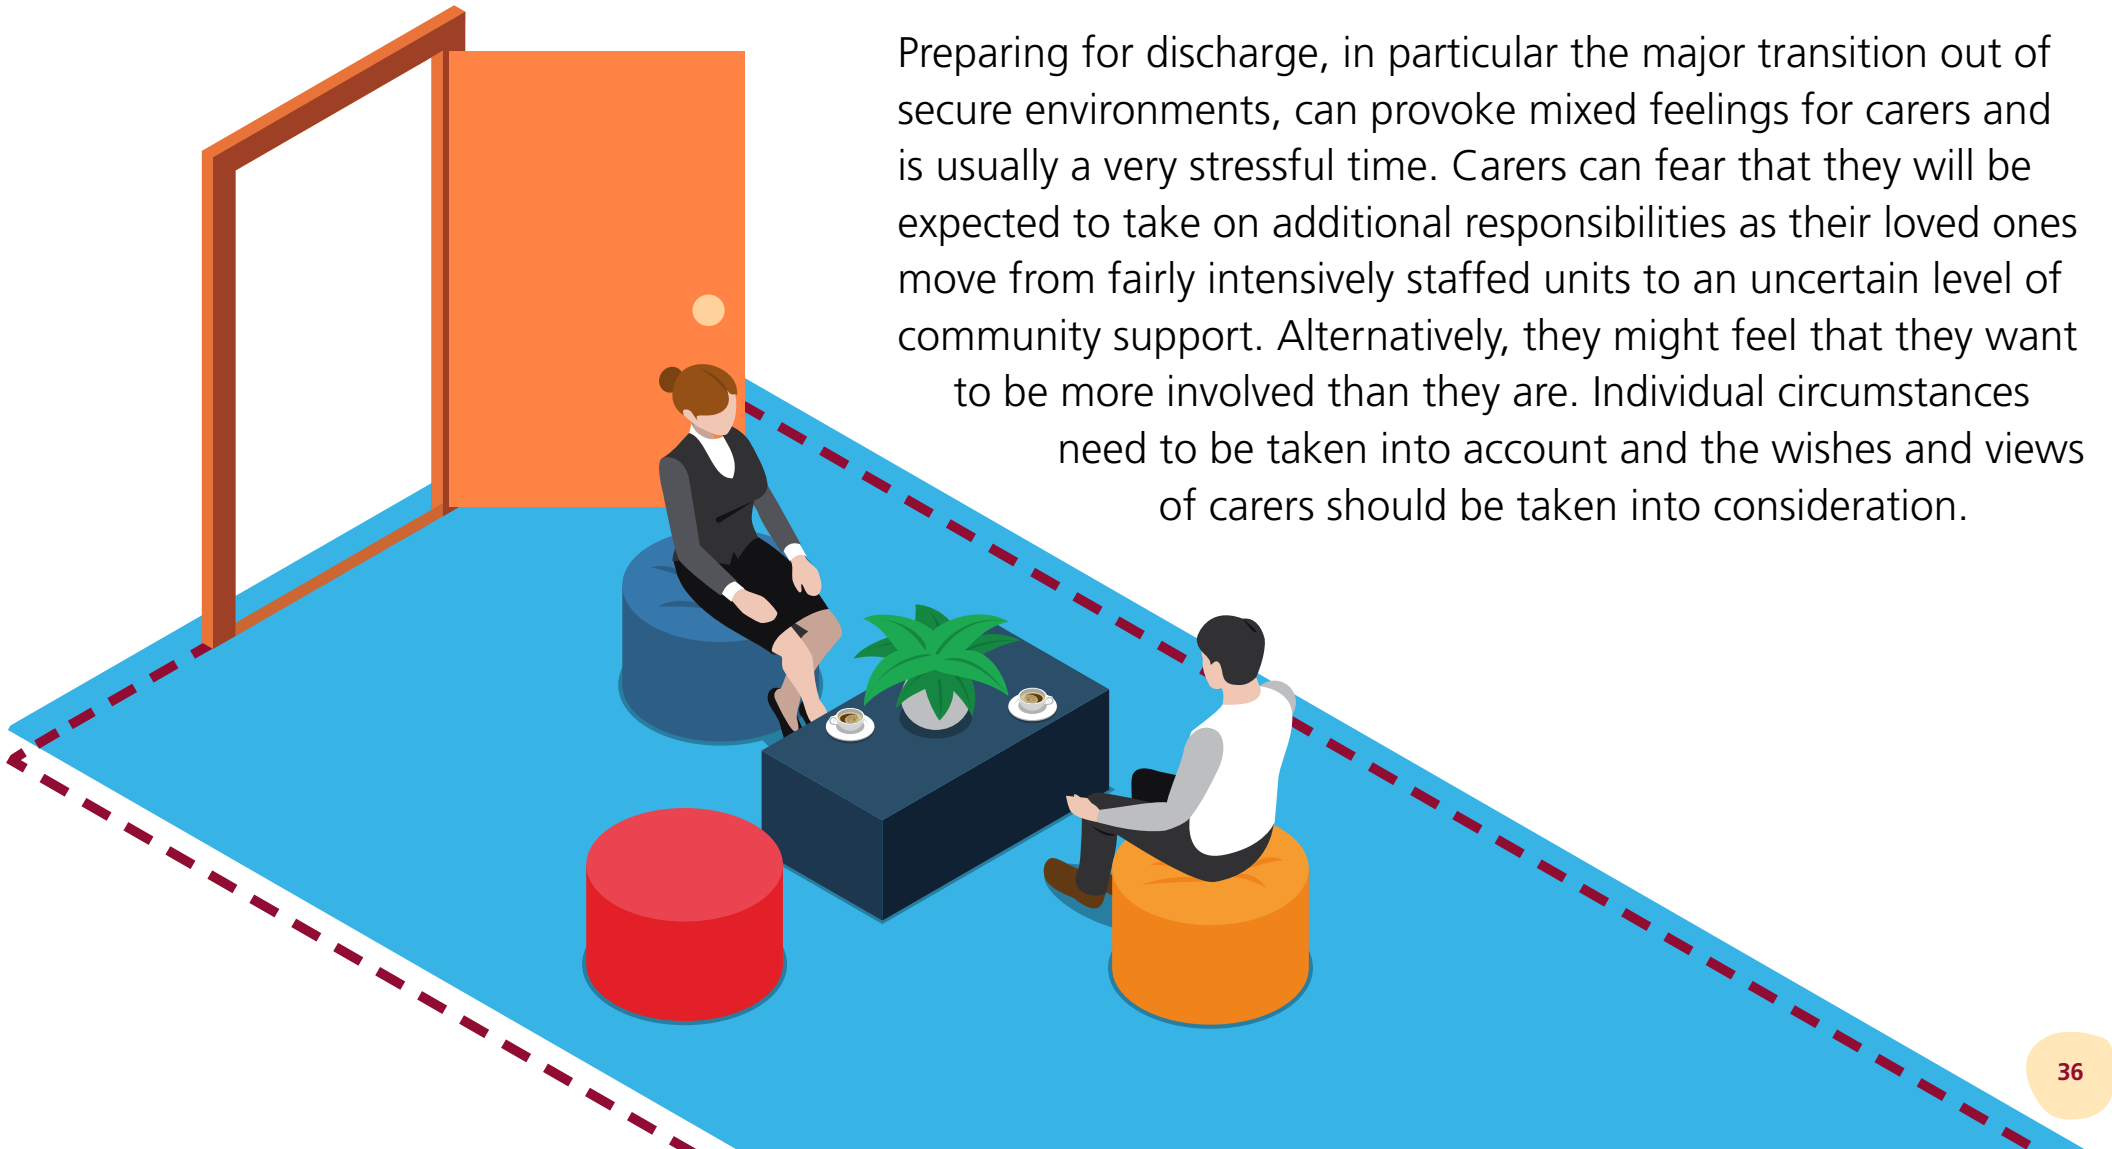 Preparing for discharge, in particular the major transition out of
secure environments, can provoke mixed feelings for carers and
is usually a very stressful time. Carers can fear that they will be
expected to take on additional responsibilities as their loved ones
move from fairly intensively staffed units to an uncertain level of
community support. Alternatively, they might feel that they want
to be more involved than they are. Individual circumstances
need to be taken into account and the wishes and views
of carers should be taken into consideration.
36